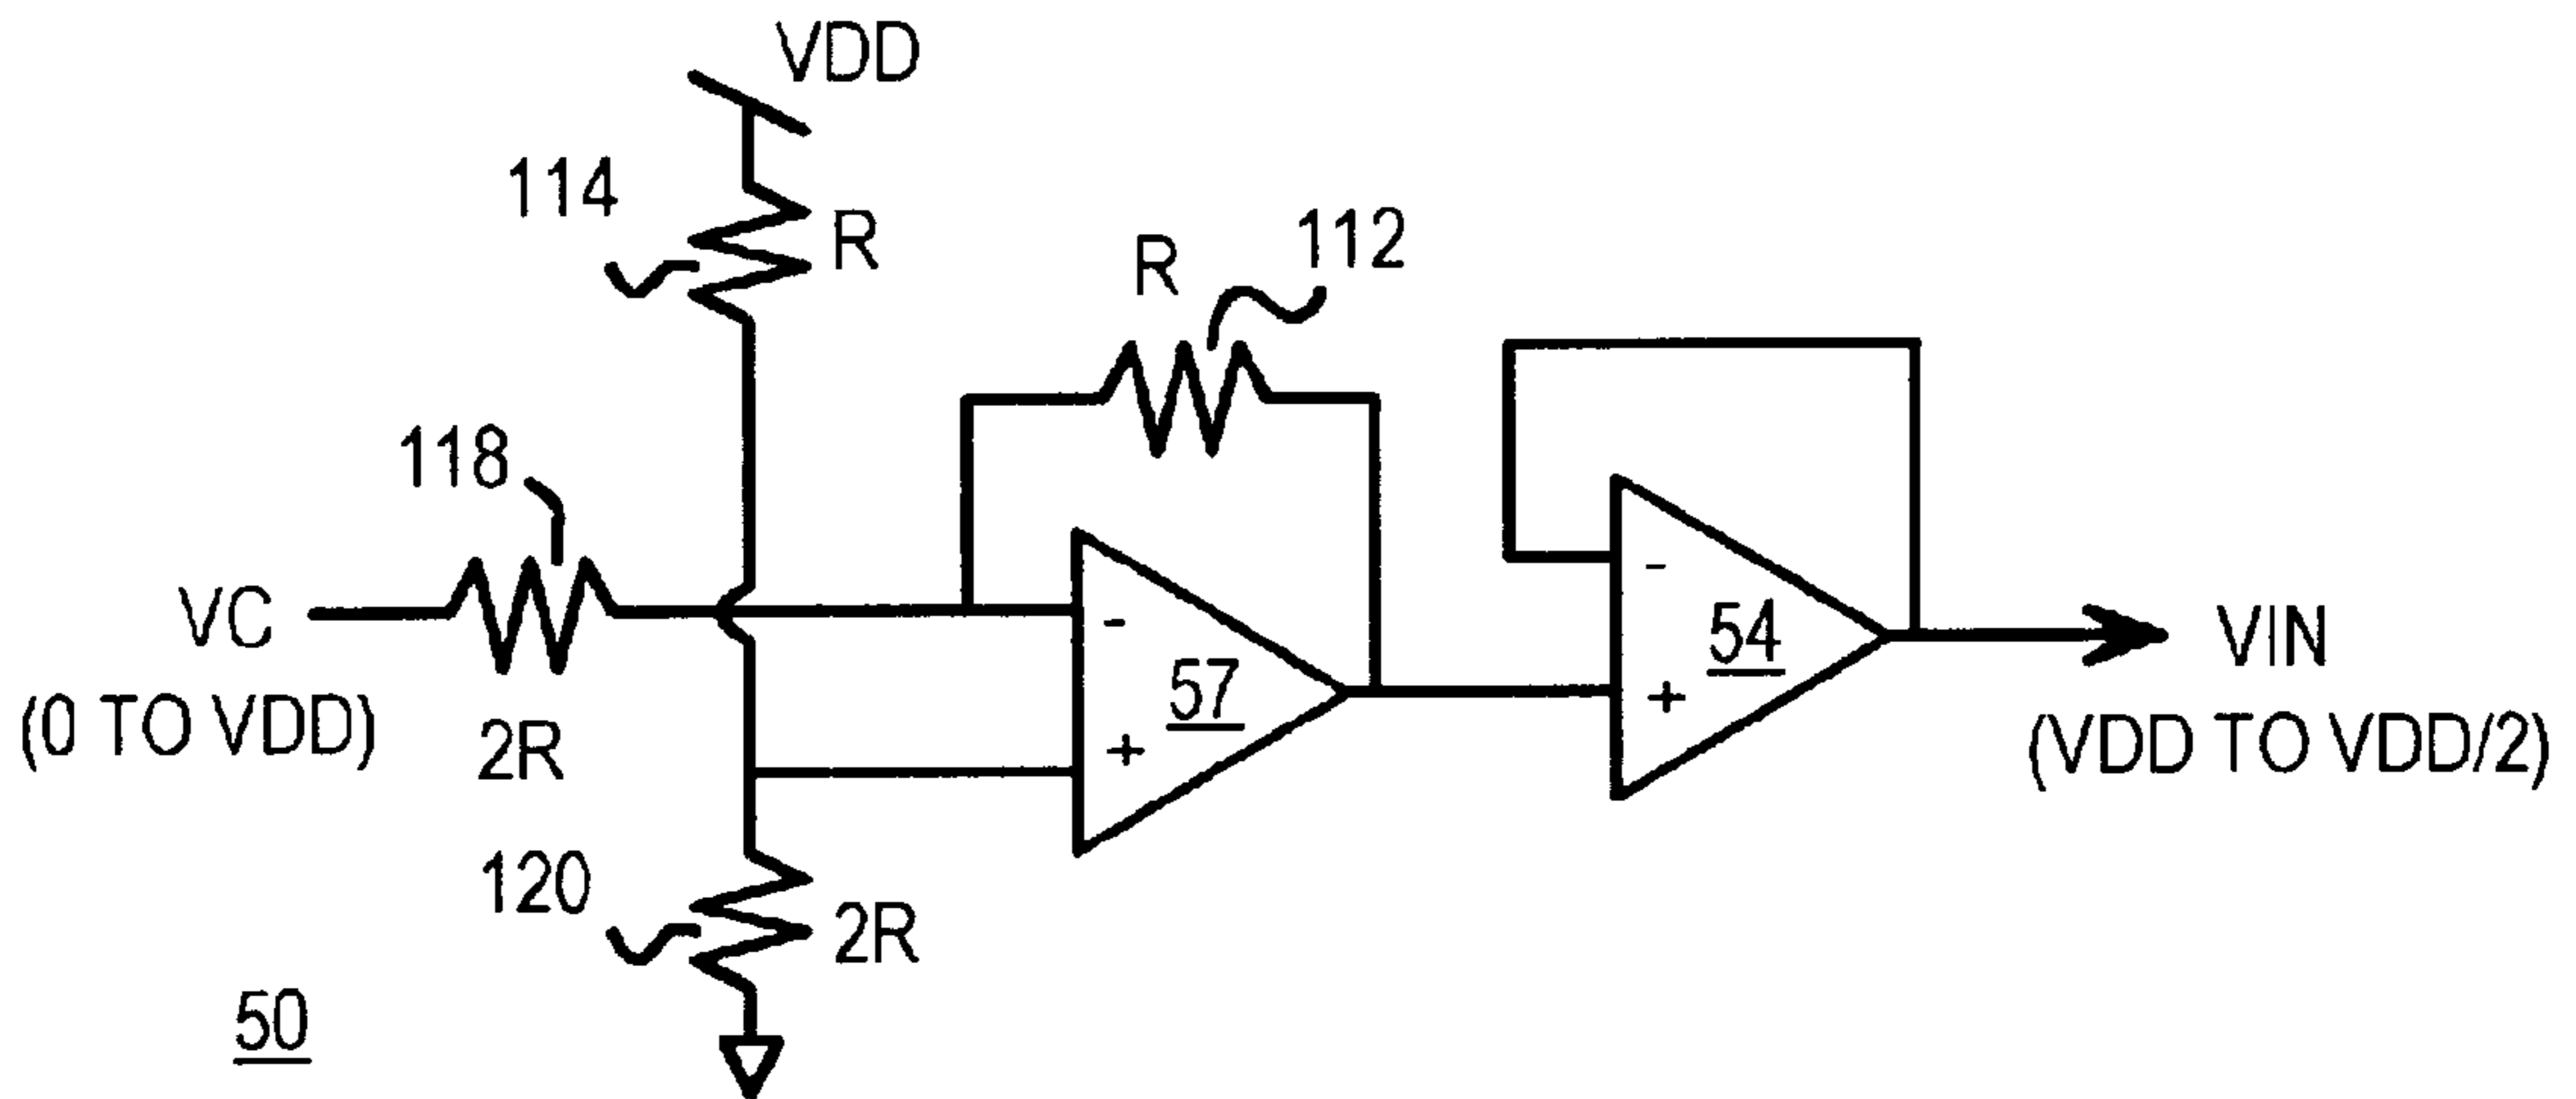 VDD
114
R
R
112
118
VC
(0 TO VDD)
2R
-
57
+
-
54
+
VIN
(VDD TO VDD/2)
120
2R
50